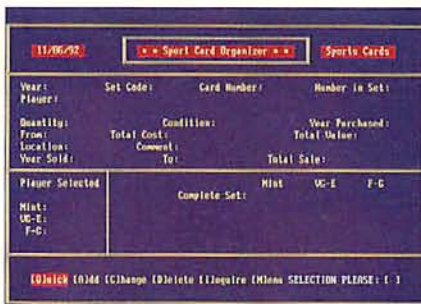 11/06/92 * * Sport Card Organizer * * Sports Cards
Year: Set Code: Card Number: Number in Set:
Player:
Quantity: Condition: Year Purchased:
From: Total Cost: Total Value:
Location: Comment:
Year Sold: To: Total Sale:
Player Selected Mint VG-E F-G
Complete Set:
Mint:
VG-E:
F-G:
[Q]uick [A]dd [C]hange [D]elete [I]nquire [M]enu SELECTION PLEASE: [ ]